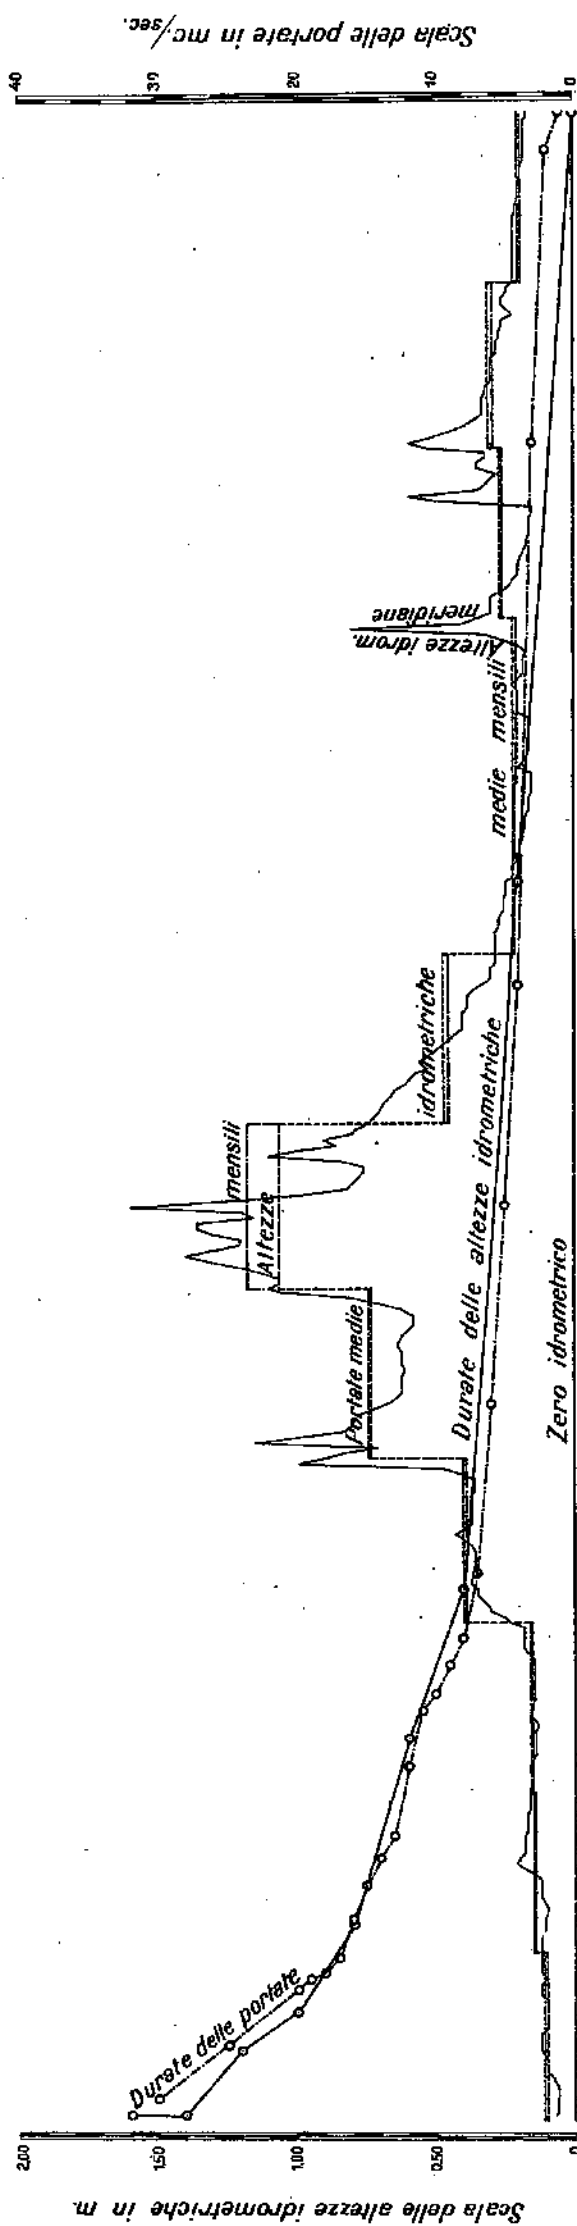 Scala delle altezze idrometriche in m.
2,00
1,50
1,00
0,50
0
Durate delle portate
Portate medie
mensili
Altezze
idrometriche
medie mensili
Altezze idrom.
meridiane
Durate delle altezze idrometriche
Zero idrometrico
40
30
20
10
0
Scala delle portate in mc/sec.